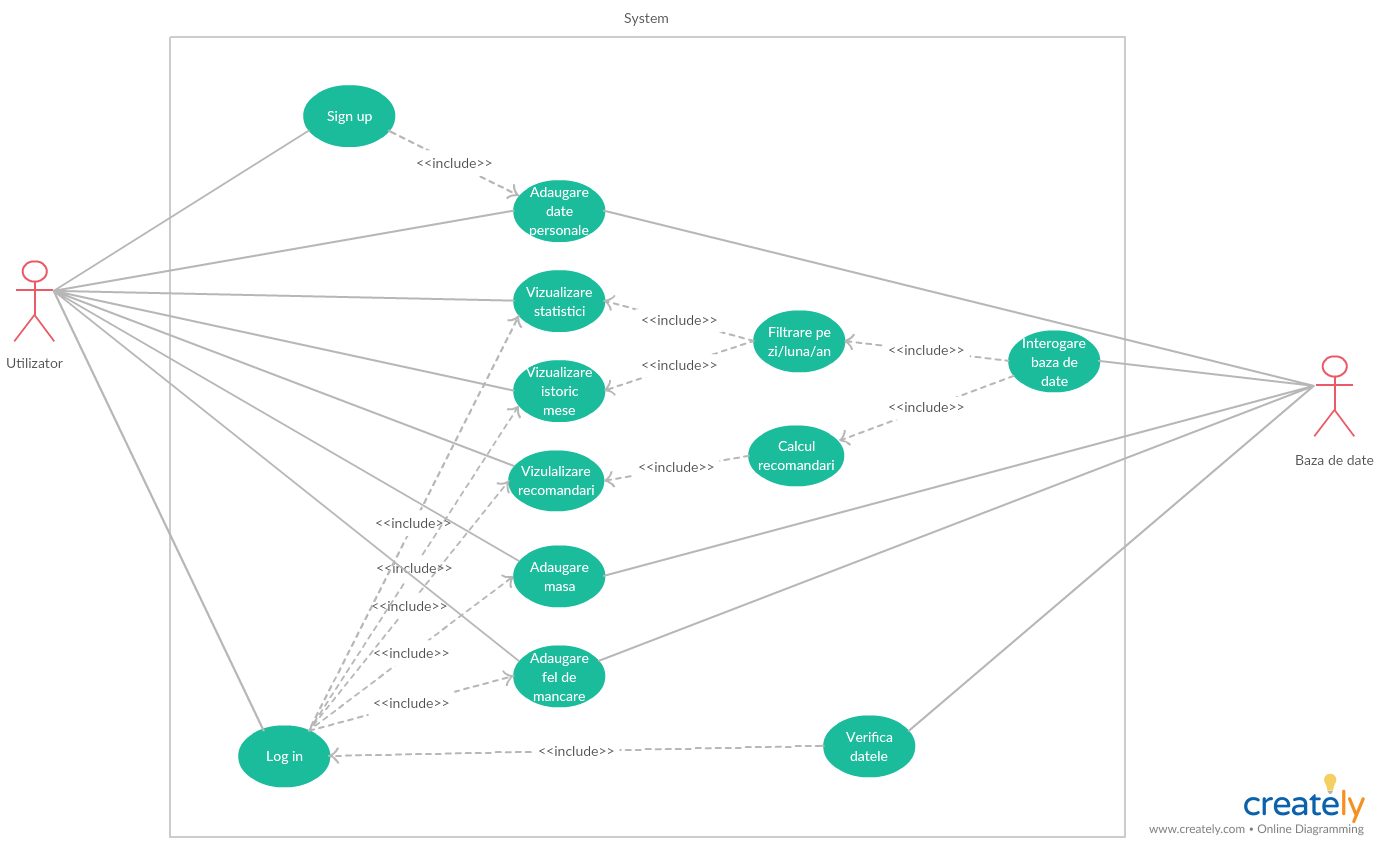 System
Sign up
<<include>>
Adaugare
date
personale
Vizualizare
statistici
<<include>>
Filtrare pe
zi/luna/an
<<include>>
Interogare
baza de
date
Utilizator
<<include>>
Vizualizare
istoric
mese
<<include>>
Baza de date
Vizulalizare
recomandari
<<include>>
Calcul
recomandari
<<include>>
<<include>>
<<include>>
Adaugare
masa
<<include>>
Adaugare
fel de
mancare
<<include>>
Log in
<<include>>
Verifica
datele
creately
www.creately.com • Online Diagramming